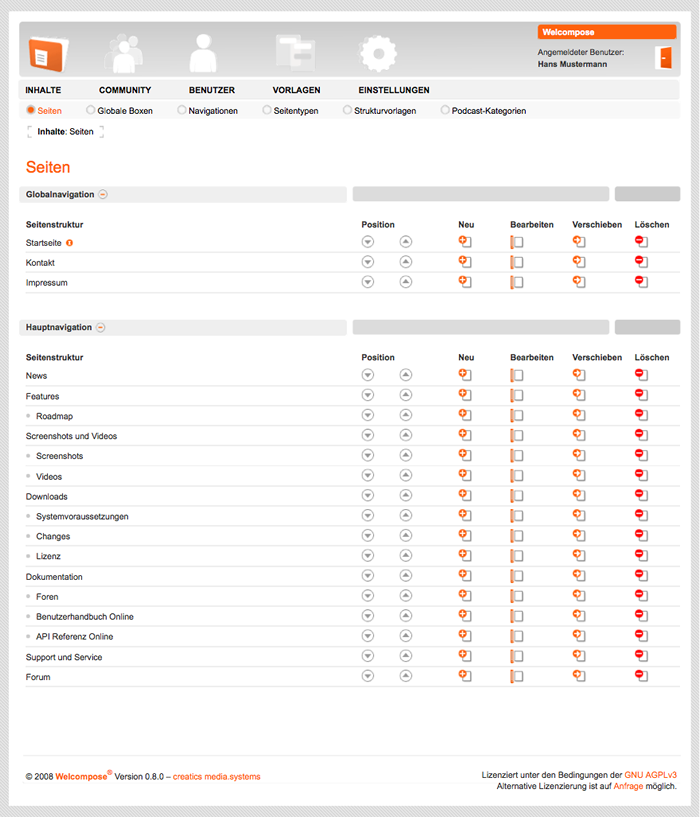 Welcompose
Angemeldeter Benutzer:
Hans Mustermann
INHALTE COMMUNITY BENUTZER VORLAGEN EINSTELLUNGEN
Seiten Globale Boxen Navigationen Seitentypen Strukturvorlagen Podcast-Kategorien
Inhalte: Seiten
Seiten
Globalnavigation
Seitenstruktur Position Neu Bearbeiten Verschieben Löschen
Startseite
Kontakt
Impressum
Hauptnavigation
Seitenstruktur Position Neu Bearbeiten Verschieben Löschen
News
Features
Roadmap
Screenshots und Videos
Screenshots
Videos
Downloads
Systemvoraussetzungen
Changes
Lizenz
Dokumentation
Foren
Benutzerhandbuch Online
API Referenz Online
Support und Service
Forum
© 2008 Welcompose® Version 0.8.0 – creatics media.systems
Lizenziert unter den Bedingungen der GNU AGPLv3
Alternative Lizenzierung ist auf Anfrage möglich.